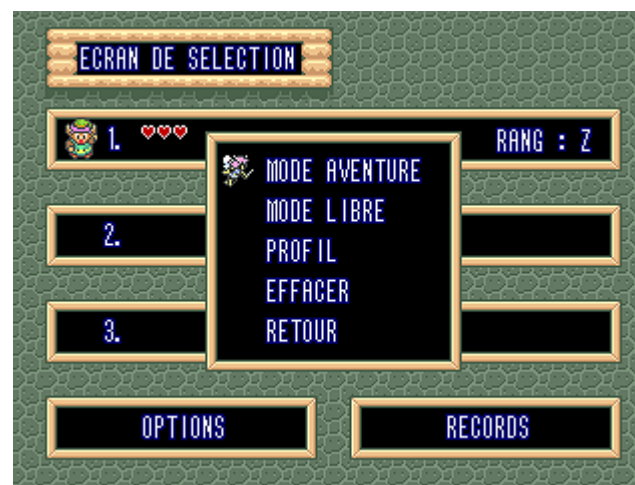 ECRAN DE SELECTION
1.
RANG : Z
MODE AVENTURE
MODE LIBRE
2.
PROFIL
EFFACER
3.
RETOUR
OPTIONS
RECORDS